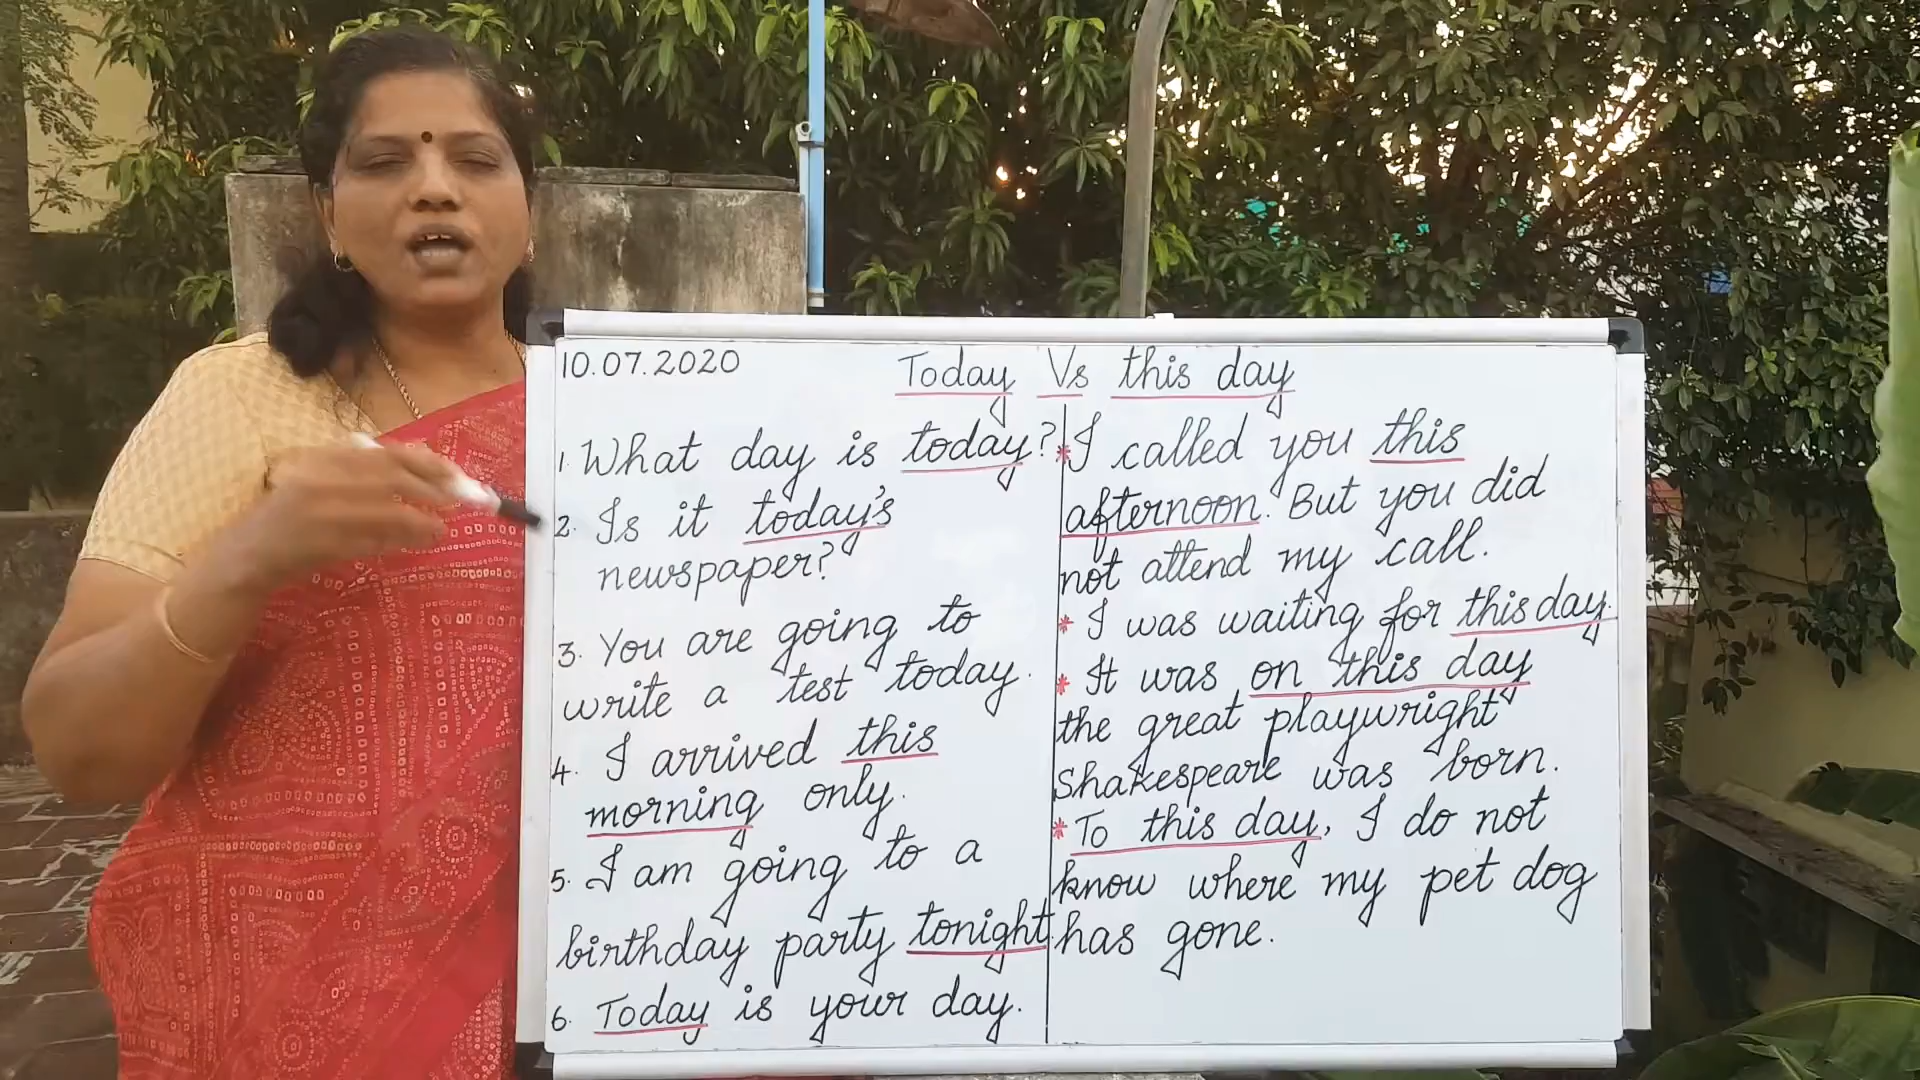 10.07.2020
Today Vs this day
1. What day is today?
2. Is it today's
newspaper?
3. You are going to
write a test today.
4. I arrived this
morning only.
5. I am going to a
birthday party tonight.
6. Today is your day.
* I called you this
afternoon. But you did
not attend my call.
* I was waiting for this day.
* It was on this day
the great playwright
Shakespeare was born.
* To this day, I do not
know where my pet dog
has gone.